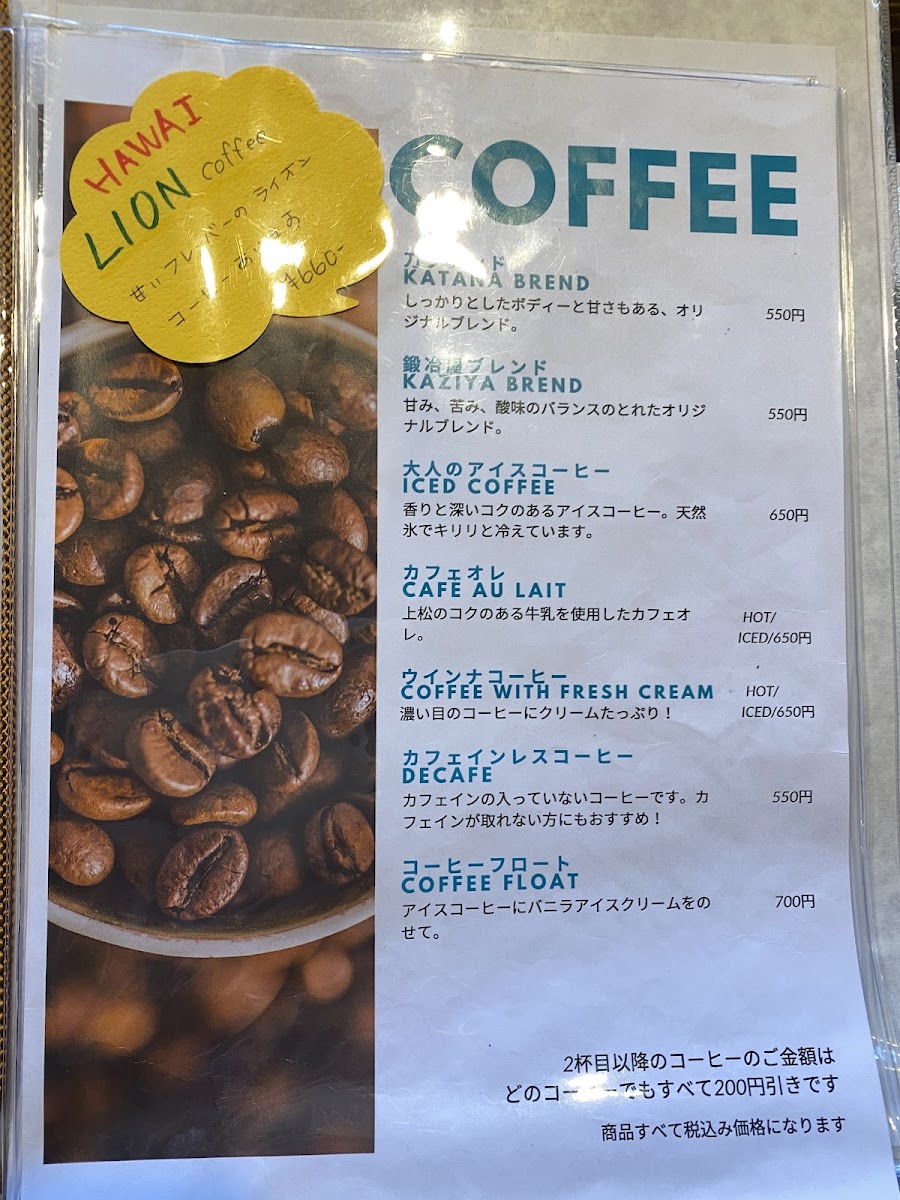 HAWAI
LION coffee
甘いフレーバーの ライオン
コーヒー あります
¥660-
COFFEE
KATANA BREND
しっかりとしたボディーと甘さもある、オリ
ジナルブレンド。
550円
鍛冶屋ブレンド
KAZIYA BREND
甘み、苦み、酸味のバランスのとれたオリジ
ナルブレンド。
550円
大人のアイスコーヒー
ICED COFFEE
香りと深いコクのあるアイスコーヒー。天然
氷でキリリと冷えています。
650円
カフェオレ
CAFE AU LAIT
上松のコクのある牛乳を使用したカフェオ
レ。
HOT/
ICED/650円
ウインナコーヒー
COFFEE WITH FRESH CREAM
濃い目のコーヒーにクリームたっぷり！
HOT/
ICED/650円
カフェインレスコーヒー
DECAFE
カフェインの入っていないコーヒーです。カ
フェインが取れない方にもおすすめ！
550円
コーヒーフロート
COFFEE FLOAT
アイスコーヒーにバニラアイスクリームをの
せて。
700円
2杯目以降のコーヒーのご金額は
どのコーヒーでもすべて200円引きです
商品すべて税込み価格になります